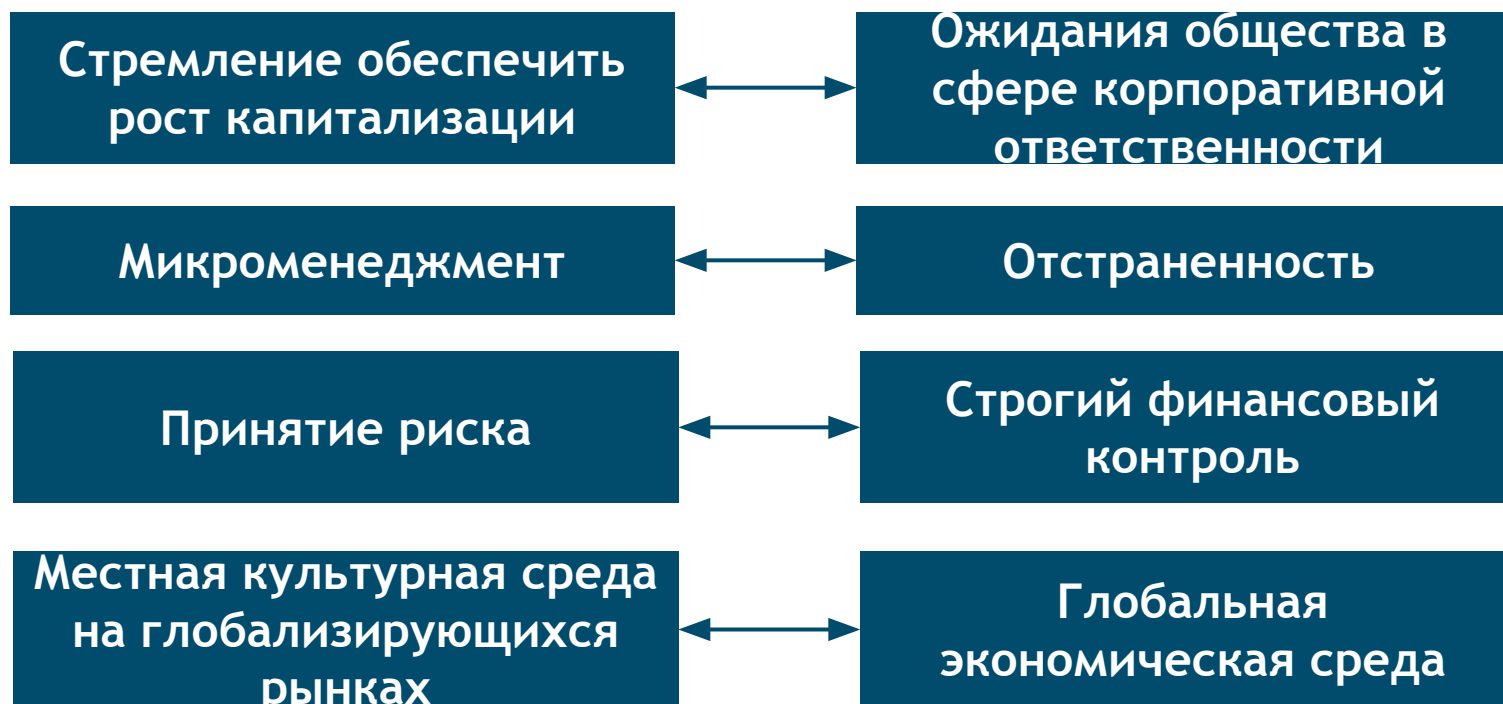 Стремление обеспечить
рост капитализации
Ожидания общества в
сфере корпоративной
ответственности
Микроменеджмент
Отстраненность
Принятие риска
Строгий финансовый
контроль
Местная культурная среда
на глобализирующихся
рынках
Глобальная
экономическая среда